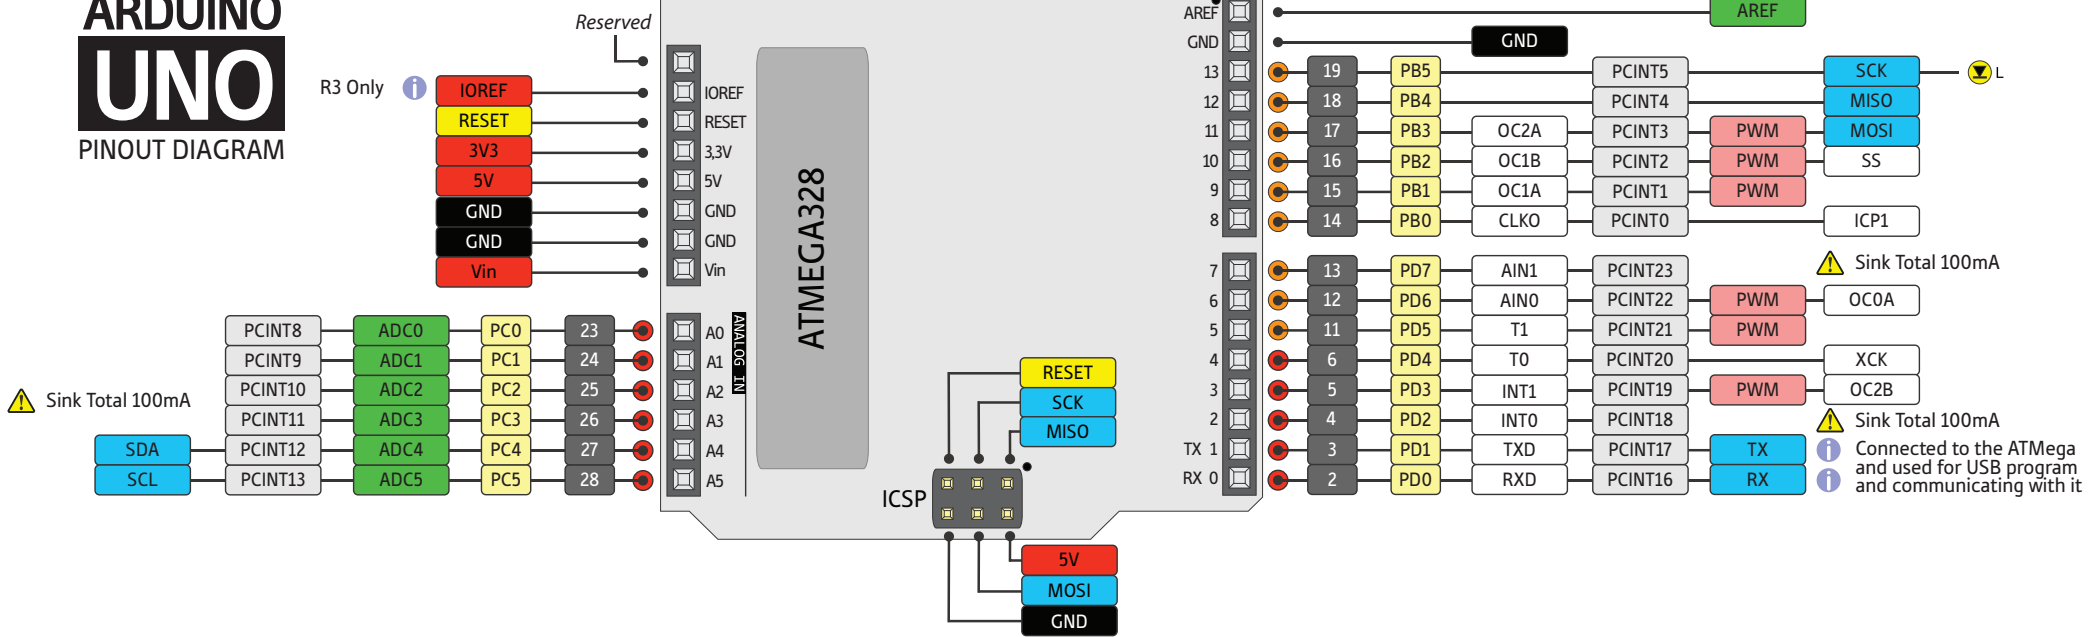 ARDUINO
UNO
PINOUT DIAGRAM
Reserved
R3 Only
IOREF
RESET
3V3
5V
GND
GND
Vin
IOREF
RESET
3,3V
5V
GND
GND
Vin
PCINT8 ADC0 PC0 23 A0
PCINT9 ADC1 PC1 24 A1
PCINT10 ADC2 PC2 25 A2
Sink Total 100mA
PCINT11 ADC3 PC3 26 A3
SDA PCINT12 ADC4 PC4 27 A4
SCL PCINT13 ADC5 PC5 28 A5
ANALOG IN
ATMEGA328
RESET
SCK
MISO
ICSP
5V
MOSI
GND
AREF AREF
GND GND
13 19 PB5 PCINT5 SCK L
12 18 PB4 PCINT4 MISO
11 17 PB3 OC2A PCINT3 PWM MOSI
10 16 PB2 OC1B PCINT2 PWM SS
9 15 PB1 OC1A PCINT1 PWM
8 14 PB0 CLKO PCINT0 ICP1
7 13 PD7 AIN1 PCINT23 Sink Total 100mA
6 12 PD6 AIN0 PCINT22 PWM OC0A
5 11 PD5 T1 PCINT21 PWM
4 6 PD4 T0 PCINT20 XCK
3 5 PD3 INT1 PCINT19 PWM OC2B
2 4 PD2 INT0 PCINT18 Sink Total 100mA
TX 1 3 PD1 TXD PCINT17 TX
RX 0 2 PD0 RXD PCINT16 RX
Connected to the ATMega
and used for USB program
and communicating with it